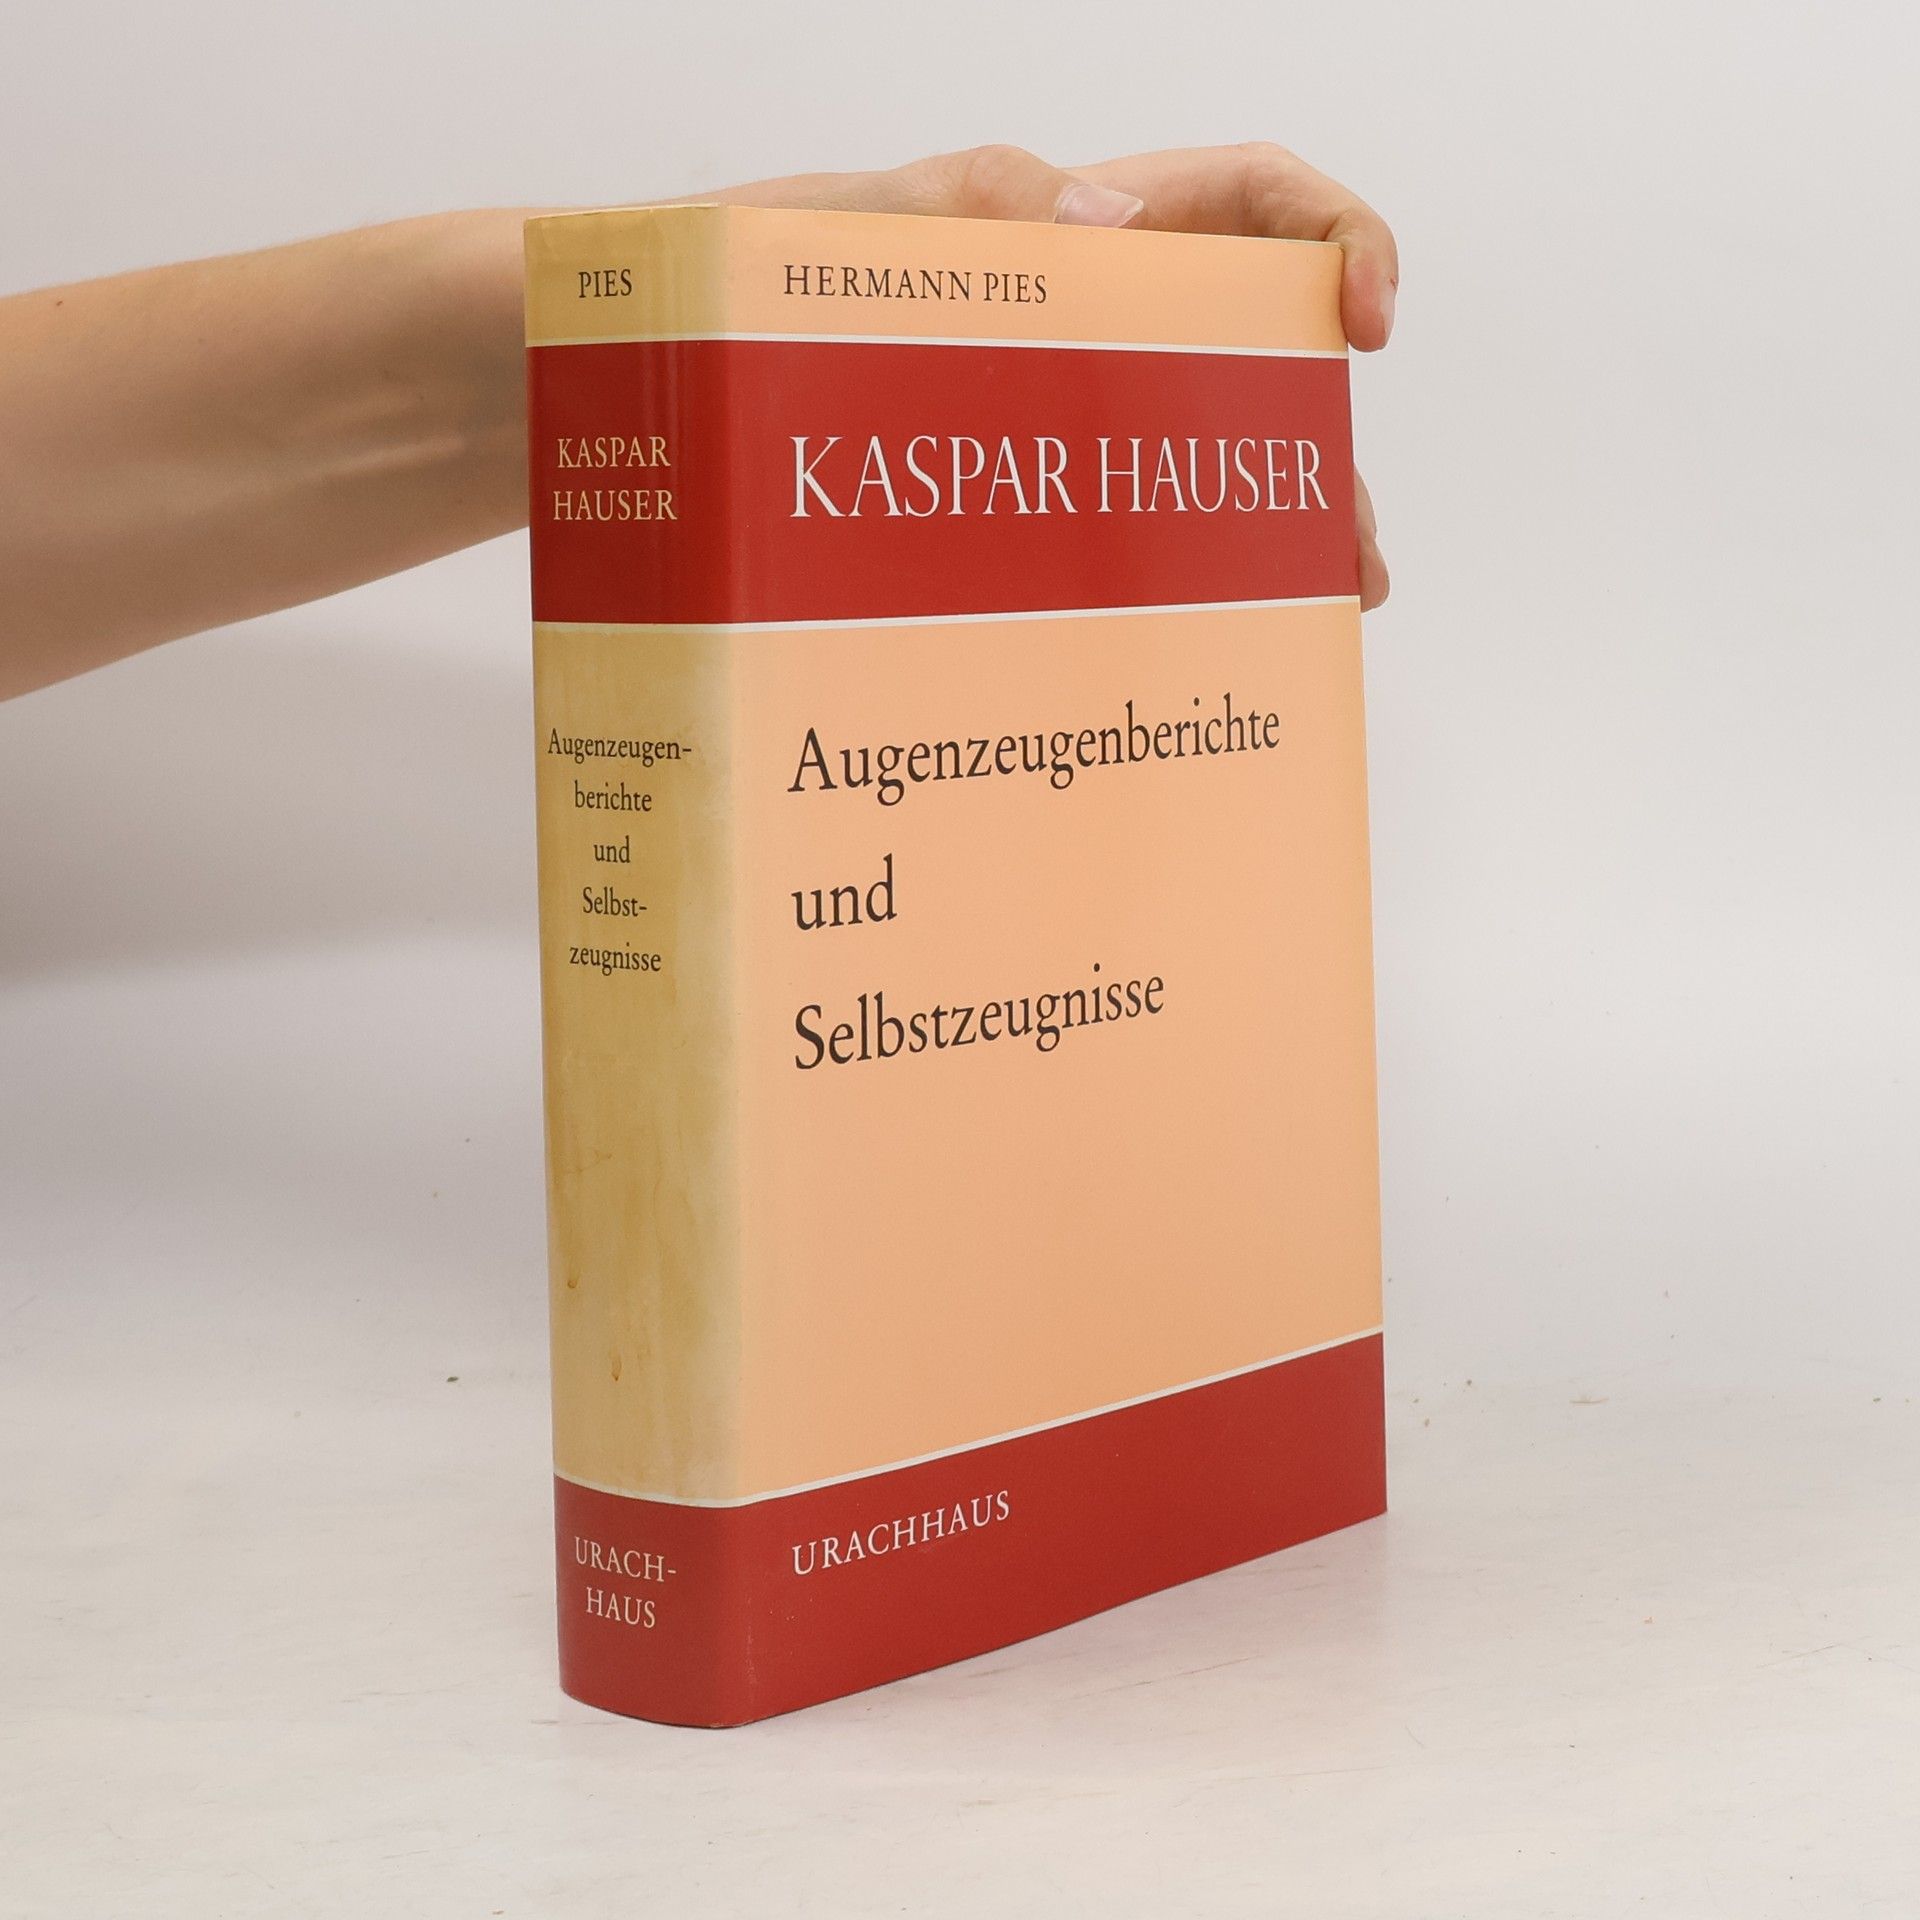 PIES
KASPAR
HAUSER
Augenzeugen-
berichte
und
Selbst-
zeugnisse
URACH-
HAUS
HERMANN PIES
KASPAR HAUSER
Augenzeugenberichte
und
Selbstzeugnisse
URACHHAUS